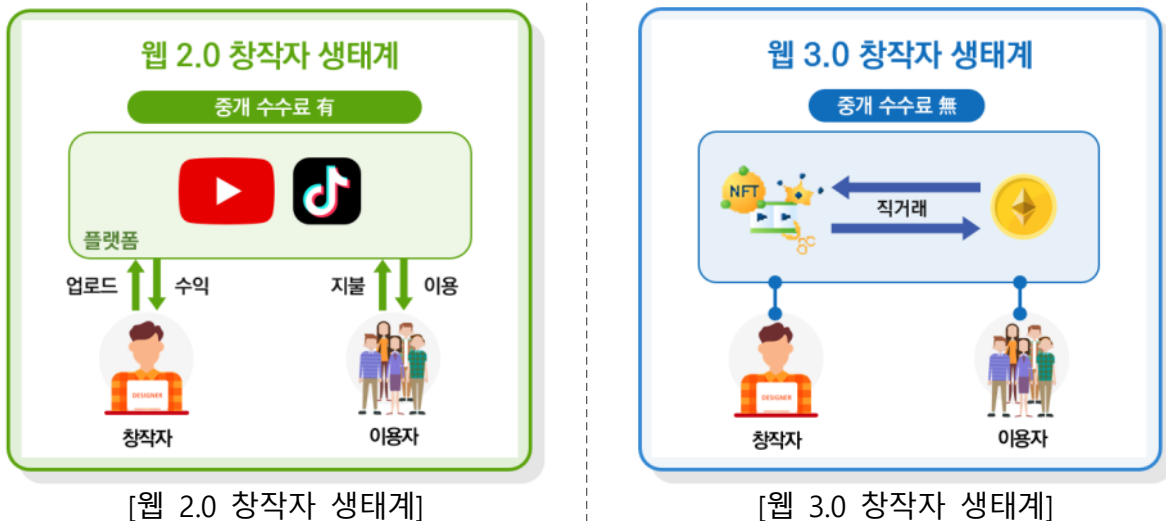 웹 2.0 창작자 생태계
중개 수수료 有
플랫폼
업로드
수익
지불
이용
DESIGNER
창작자
이용자
[웹 2.0 창작자 생태계]
웹 3.0 창작자 생태계
중개 수수료 無
NFT
직거래
DESIGNER
창작자
이용자
[웹 3.0 창작자 생태계]